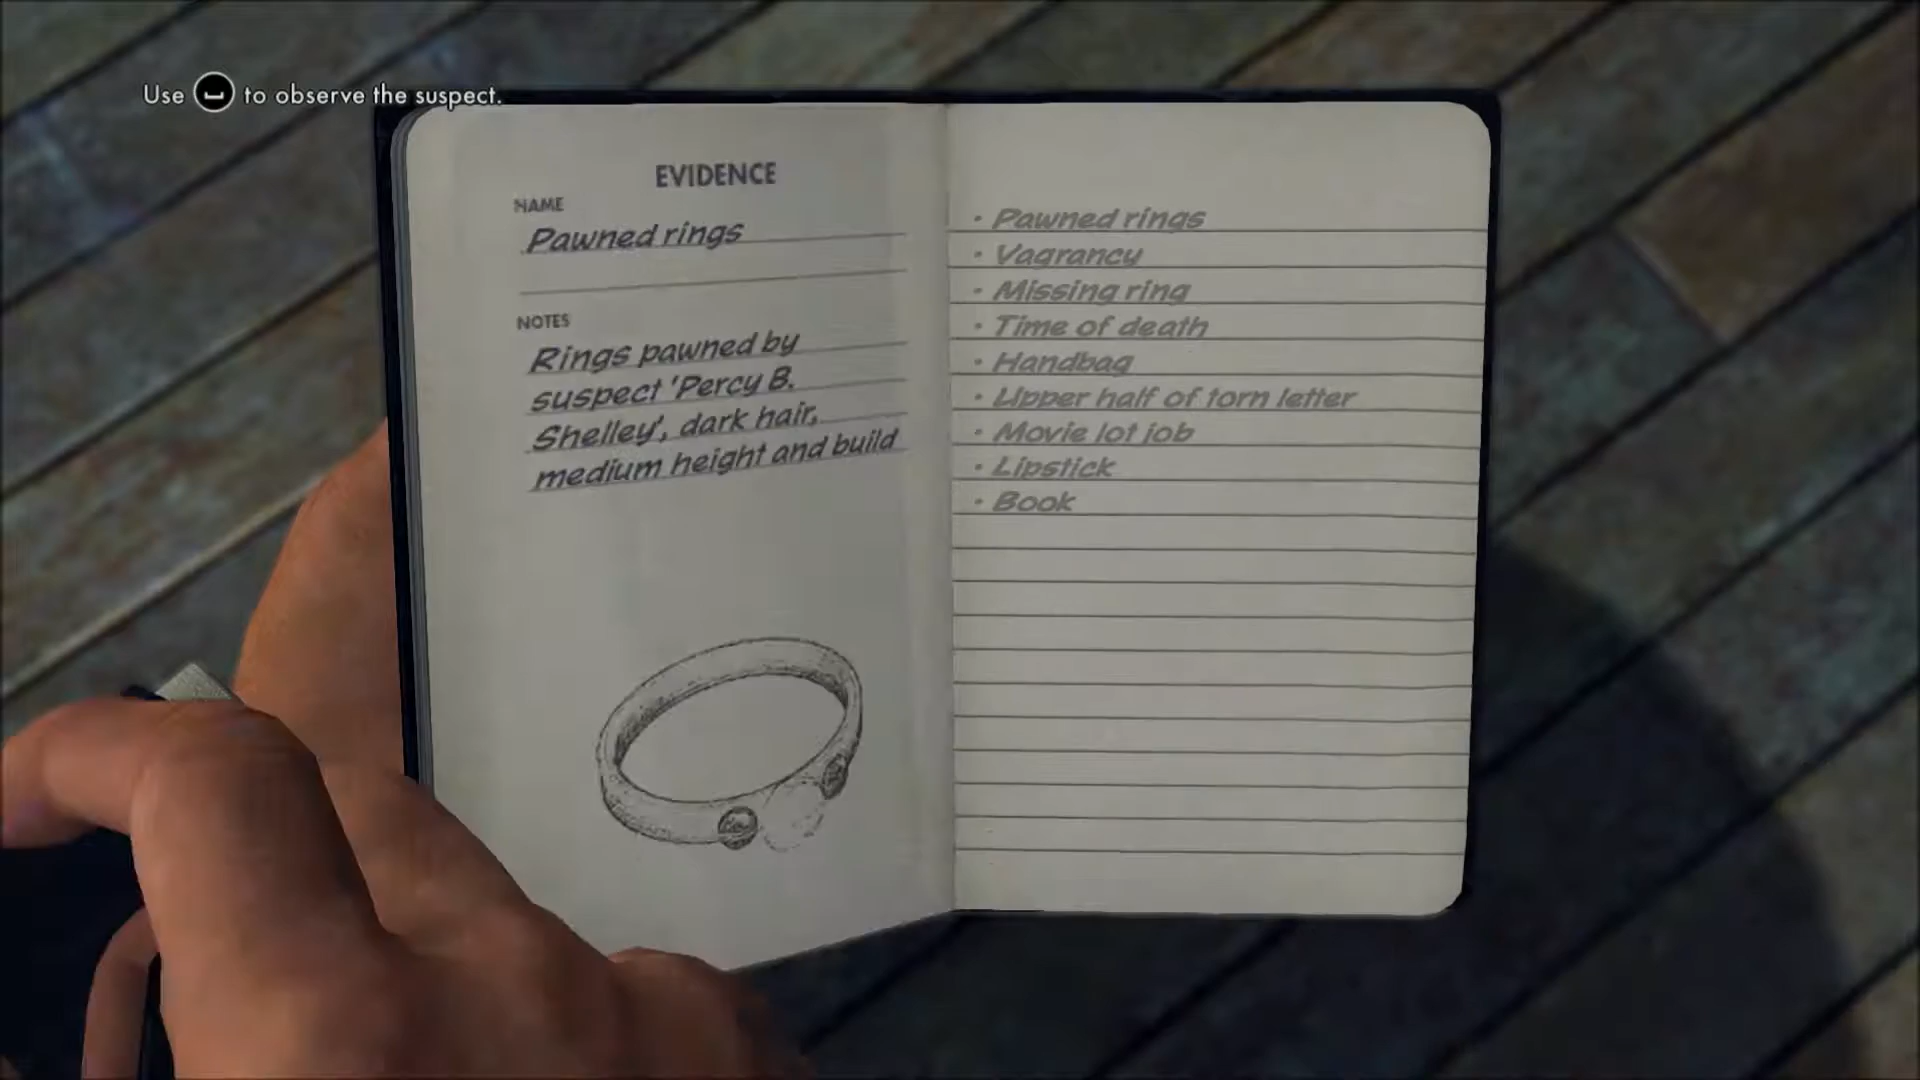 Use to observe the suspect.
EVIDENCE
NAME
Pawned rings
NOTES
Rings pawned by
suspect 'Percy B.
Shelley', dark hair,
medium height and build
• Pawned rings
• Vagrancy
• Missing ring
• Time of death
• Handbag
• Upper half of torn letter
• Movie lot job
• Lipstick
• Book